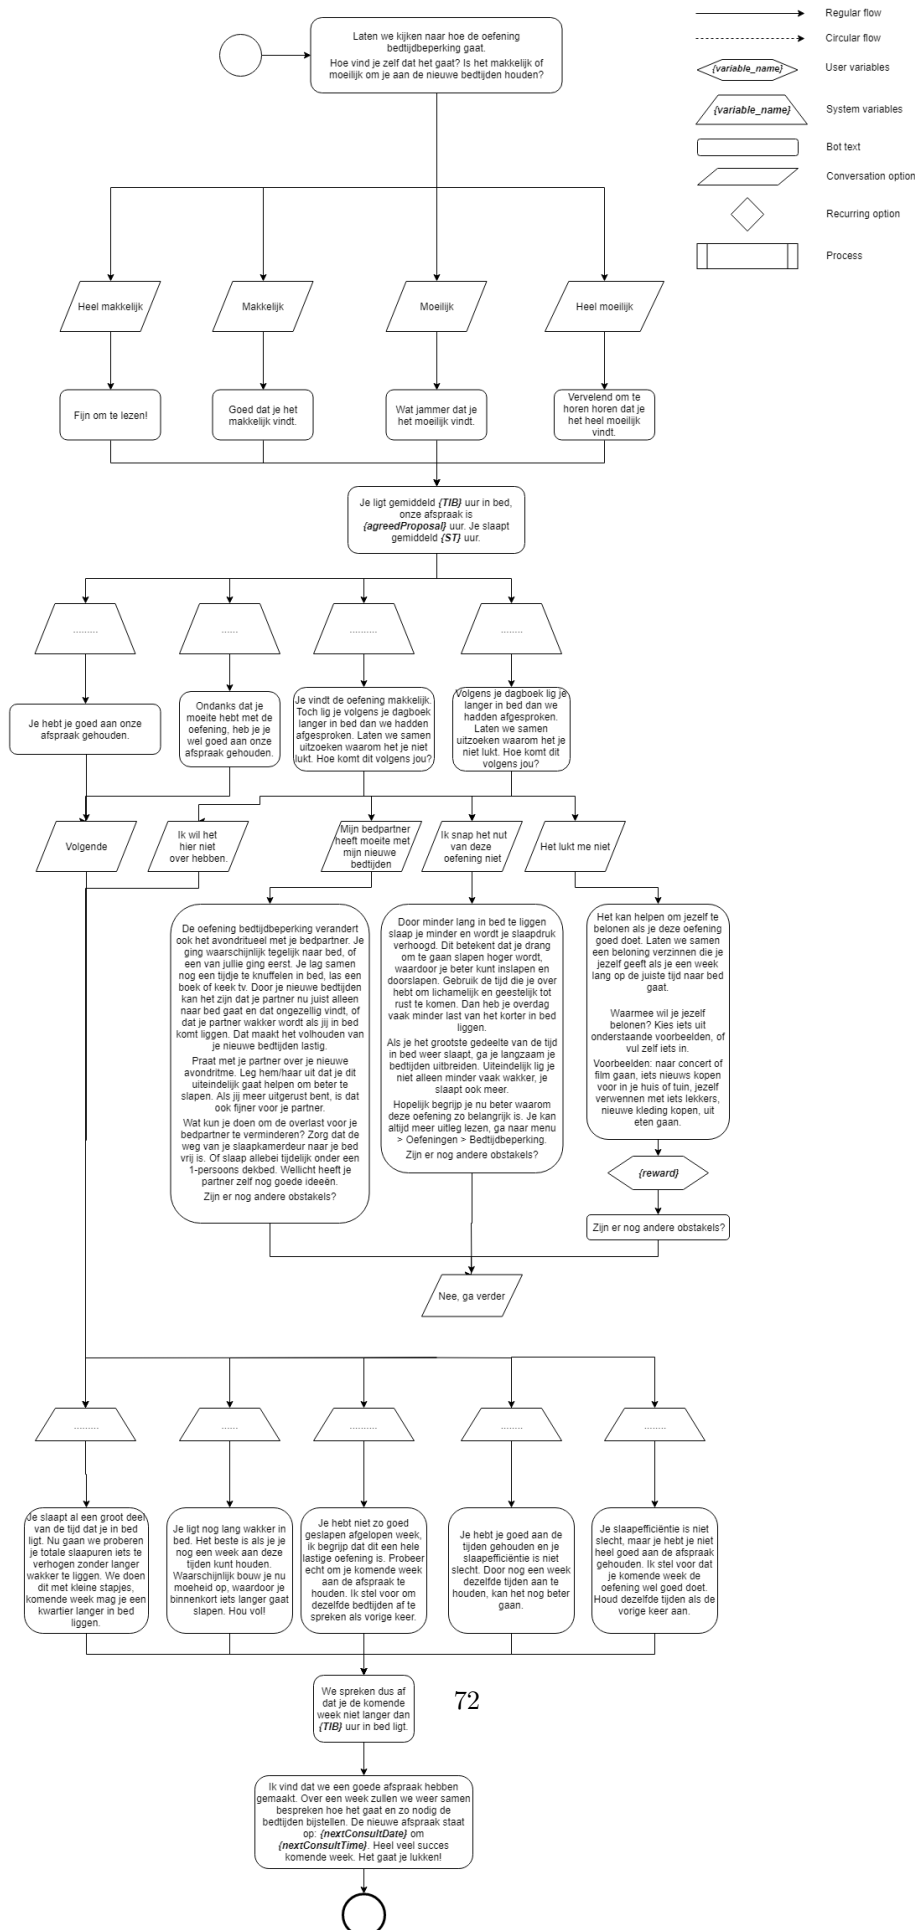 Laten we kijken naar hoe de oefening
bedtijdbeperking gaat.
Hoe vind je zelf dat het gaat? Is het makkelijk of
moeilijk om je aan de nieuwe bedtijden houden?
Regular flow
Circular flow
{variable_name}
User variables
{variable_name}
System variables
Bot text
Conversation option
Recurring option
Process
Heel makkelijk
Makkelijk
Moeilijk
Heel moeilijk
Fijn om te lezen!
Goed dat je het
makkelijk vindt.
Wat jammer dat je
het moeilijk vindt.
Vervelend om te
horen horen dat je
het heel moeilijk
vindt.
Je ligt gemiddeld {TIB} uur in bed,
onze afspraak is
{agreedProposal} uur. Je slaapt
gemiddeld {ST} uur.
.........
......
..........
........
Je hebt je goed aan onze
afspraak gehouden.
Ondanks dat je
moeite hebt met de
oefening, heb je je
wel goed aan onze
afspraak gehouden.
Je vindt de oefening makkelijk.
Toch lig je volgens je dagboek
langer in bed dan we hadden
afgesproken. Laten we samen
uitzoeken waarom het je niet
lukt. Hoe komt dit volgens jou?
Volgens je dagboek lig je
langer in bed dan we
hadden afgesproken.
Laten we samen
uitzoeken waarom het je
niet lukt. Hoe komt dit
volgens jou?
Volgende
Ik wil het
hier niet
over hebben.
Mijn bedpartner
heeft moeite met
mijn nieuwe
bedtijden
Ik snap het nut
van deze
oefening niet
Het lukt me niet
De oefening bedtijdbeperking verandert
ook het avondritueel met je bedpartner. Je
ging waarschijnlijk tegelijk naar bed, of
een van jullie ging eerst. Je lag samen
nog een tijdje te knuffelen in bed, las een
boek of keek tv. Door je nieuwe bedtijden
kan het zijn dat je partner nu juist alleen
naar bed gaat en dat ongezellig vindt, of
dat je partner wakker wordt als jij in bed
komt liggen. Dat maakt het volhouden van
je nieuwe bedtijden lastig.
Praat met je partner over je nieuwe
avondritme. Leg hem/haar uit dat je dit
uiteindelijk gaat helpen om beter te
slapen. Als jij meer uitgerust bent, is dat
ook fijner voor je partner.
Wat kun je doen om de overlast voor je
bedpartner te verminderen? Zorg dat de
weg van je slaapkamerdeur naar je bed
vrij is. Of slaap allebei tijdelijk onder een
1-persoons dekbed. Wellicht heeft je
partner zelf nog goede ideeën.
Zijn er nog andere obstakels?
Door minder lang in bed te liggen
slaap je minder en wordt je slaapdruk
verhoogd. Dit betekent dat je drang
om te gaan slapen hoger wordt,
waardoor je beter kunt inslapen en
doorslapen. Gebruik de tijd die je over
hebt om lichamelijk en geestelijk tot
rust te komen. Dan heb je overdag
vaak minder last van het korter in bed
liggen.
Als je het grootste gedeelte van de tijd
in bed weer slaapt, ga je langzaam je
bedtijden uitbreiden. Uiteindelijk lig je
niet alleen minder vaak wakker, je
slaapt ook meer.
Hopelijk begrijp je nu beter waarom
deze oefening zo belangrijk is. Je kan
altijd meer uitleg lezen, ga naar menu
> Oefeningen > Bedtijdbeperking.
Zijn er nog andere obstakels?
Het kan helpen om jezelf te
belonen als je deze oefening
goed doet. Laten we samen
een beloning verzinnen die je
jezelf geeft als je een week
lang op de juiste tijd naar bed
gaat.
Waarmee wil je jezelf
belonen? Kies iets uit
onderstaande voorbeelden, of
vul zelf iets in.
Voorbeelden: naar concert of
film gaan, iets nieuws kopen
voor in je huis of tuin, jezelf
verwennen met iets lekkers,
nieuwe kleding kopen, uit
eten gaan.
{reward}
Zijn er nog andere obstakels?
Nee, ga verder
.........
......
..........
........
........
Je slaapt al een groot deel
van de tijd dat je in bed
ligt. Nu gaan we proberen
je totale slaapuren iets te
verhogen zonder langer
wakker te liggen. We doen
dit met kleine stapjes,
komende week mag je een
kwartier langer in bed
liggen.
Je ligt nog lang wakker in
bed. Het beste is als je je
nog een week aan deze
tijden kunt houden.
Waarschijnlijk bouw je nu
moeheid op, waardoor je
binnenkort iets langer gaat
slapen. Hou vol!
Je hebt niet zo goed
geslapen afgelopen week,
ik begrijp dat dit een hele
lastige oefening is. Probeer
echt om je komende week
aan de afspraak te
houden. Ik stel voor om
dezelfde bedtijden af te
spreken als vorige keer.
Je hebt je goed aan de
tijden gehouden en je
slaapefficiëntie is niet
slecht. Door nog een week
dezelfde tijden aan te
houden, kan het nog beter
gaan.
Je slaapefficiëntie is niet
slecht, maar je hebt je niet
heel goed aan de afspraak
gehouden. Ik stel voor dat
je komende week de
oefening wel goed doet.
Houd dezelfde tijden als de
vorige keer aan.
We spreken dus af
dat je de komende
week niet langer dan
{TIB} uur in bed ligt.
72
Ik vind dat we een goede afspraak hebben
gemaakt. Over een week zullen we weer samen
bespreken hoe het gaat en zo nodig de
bedtijden bijstellen. De nieuwe afspraak staat
op: {nextConsultDate} om
{nextConsultTime}. Heel veel succes
komende week. Het gaat je lukken!